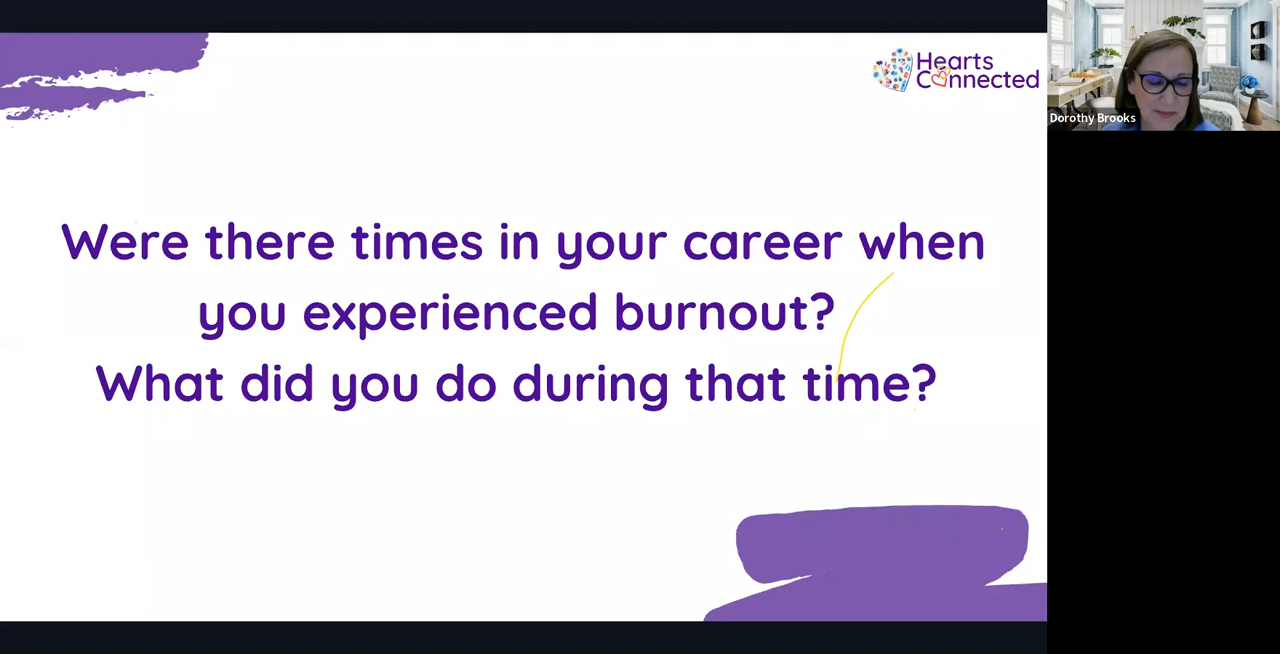 Hearts
Connected
Dorothy Brooks
Were there times in your career when
you experienced burnout?
What did you do during that time?